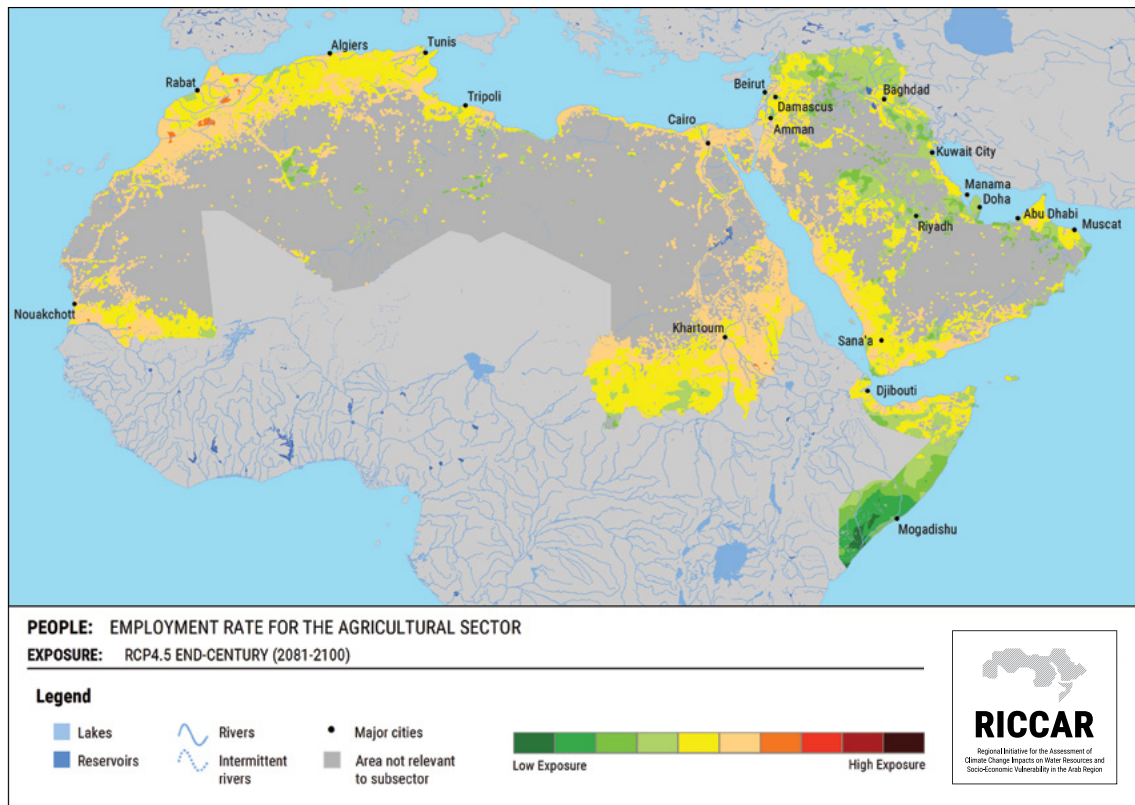 Algiers
Tunis
Rabat
Tripoli
Beirut
Damascus
Baghdad
Cairo
Amman
Kuwait City
Manama
Doha
Abu Dhabi
Muscat
Riyadh
Nouakchott
Khartoum
Sana'a
Djibouti
Mogadishu
PEOPLE: EMPLOYMENT RATE FOR THE AGRICULTURAL SECTOR
EXPOSURE: RCP4.5 END-CENTURY (2081-2100)
Legend
Lakes
Reservoirs
Rivers
Intermittent
rivers
Major cities
Area not relevant
to subsector
Low Exposure
High Exposure
RICCAR
Regional Initiative for the Assessment of
Climate Change Impacts on Water Resources and
Socio-Economic Vulnerability in the Arab Region